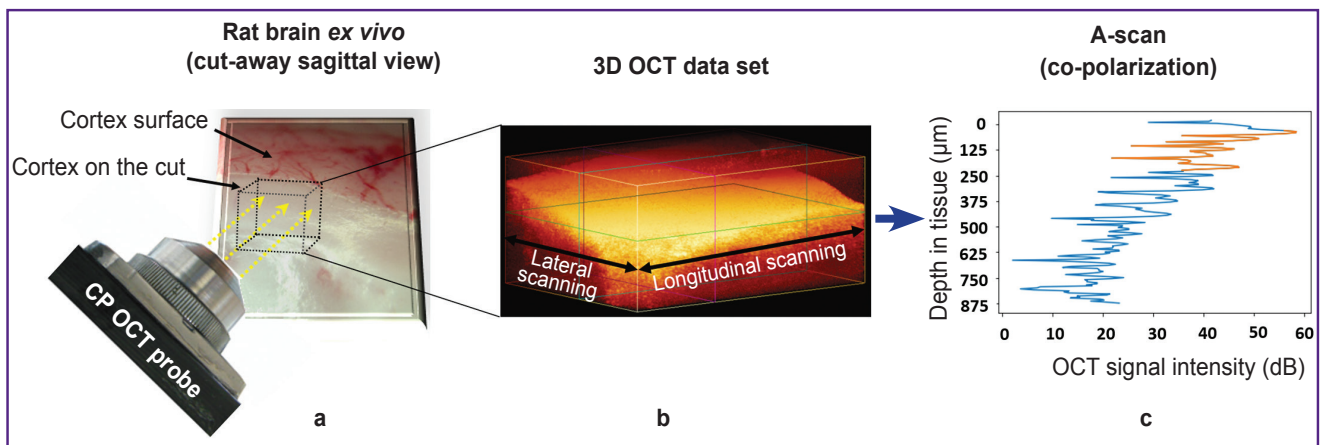 Rat brain ex vivo
(cut-away sagittal view)
Cortex surface
Cortex on the cut
CP OCT probe
a
3D OCT data set
Lateral
scanning
Longitudinal scanning
b
A-scan
(co-polarization)
Depth in tissue (µm)
0
125
250
375
500
625
750
875
0 10 20 30 40 50 60
OCT signal intensity (dB)
c